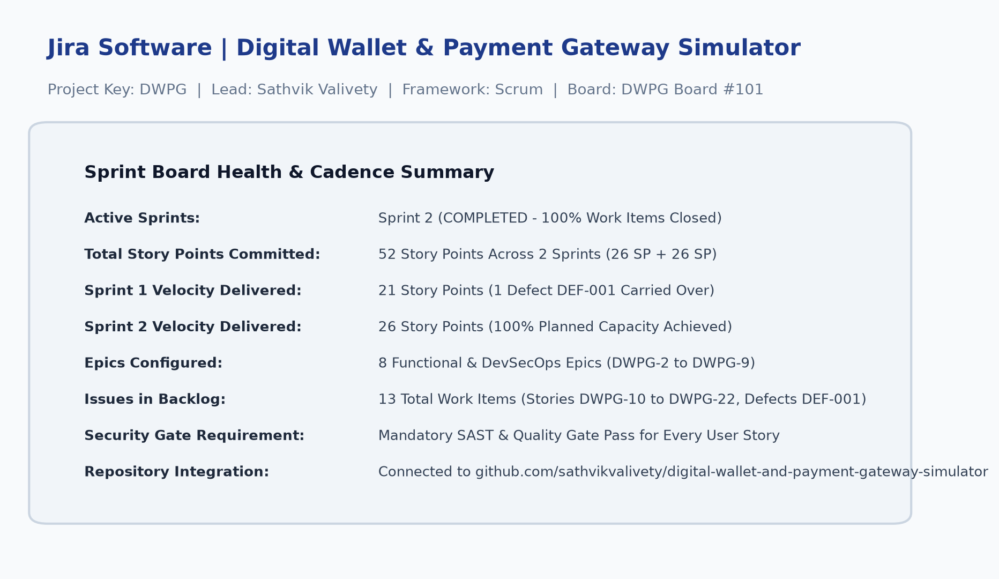 Jira Software | Digital Wallet & Payment Gateway Simulator
Project Key: DWPG | Lead: Sathvik Valivety | Framework: Scrum | Board: DWPG Board #101
Sprint Board Health & Cadence Summary
Active Sprints: Sprint 2 (COMPLETED - 100% Work Items Closed)
Total Story Points Committed: 52 Story Points Across 2 Sprints (26 SP + 26 SP)
Sprint 1 Velocity Delivered: 21 Story Points (1 Defect DEF-001 Carried Over)
Sprint 2 Velocity Delivered: 26 Story Points (100% Planned Capacity Achieved)
Epics Configured: 8 Functional & DevSecOps Epics (DWPG-2 to DWPG-9)
Issues in Backlog: 13 Total Work Items (Stories DWPG-10 to DWPG-22, Defects DEF-001)
Security Gate Requirement: Mandatory SAST & Quality Gate Pass for Every User Story
Repository Integration: Connected to github.com/sathvikvalivety/digital-wallet-and-payment-gateway-simulator